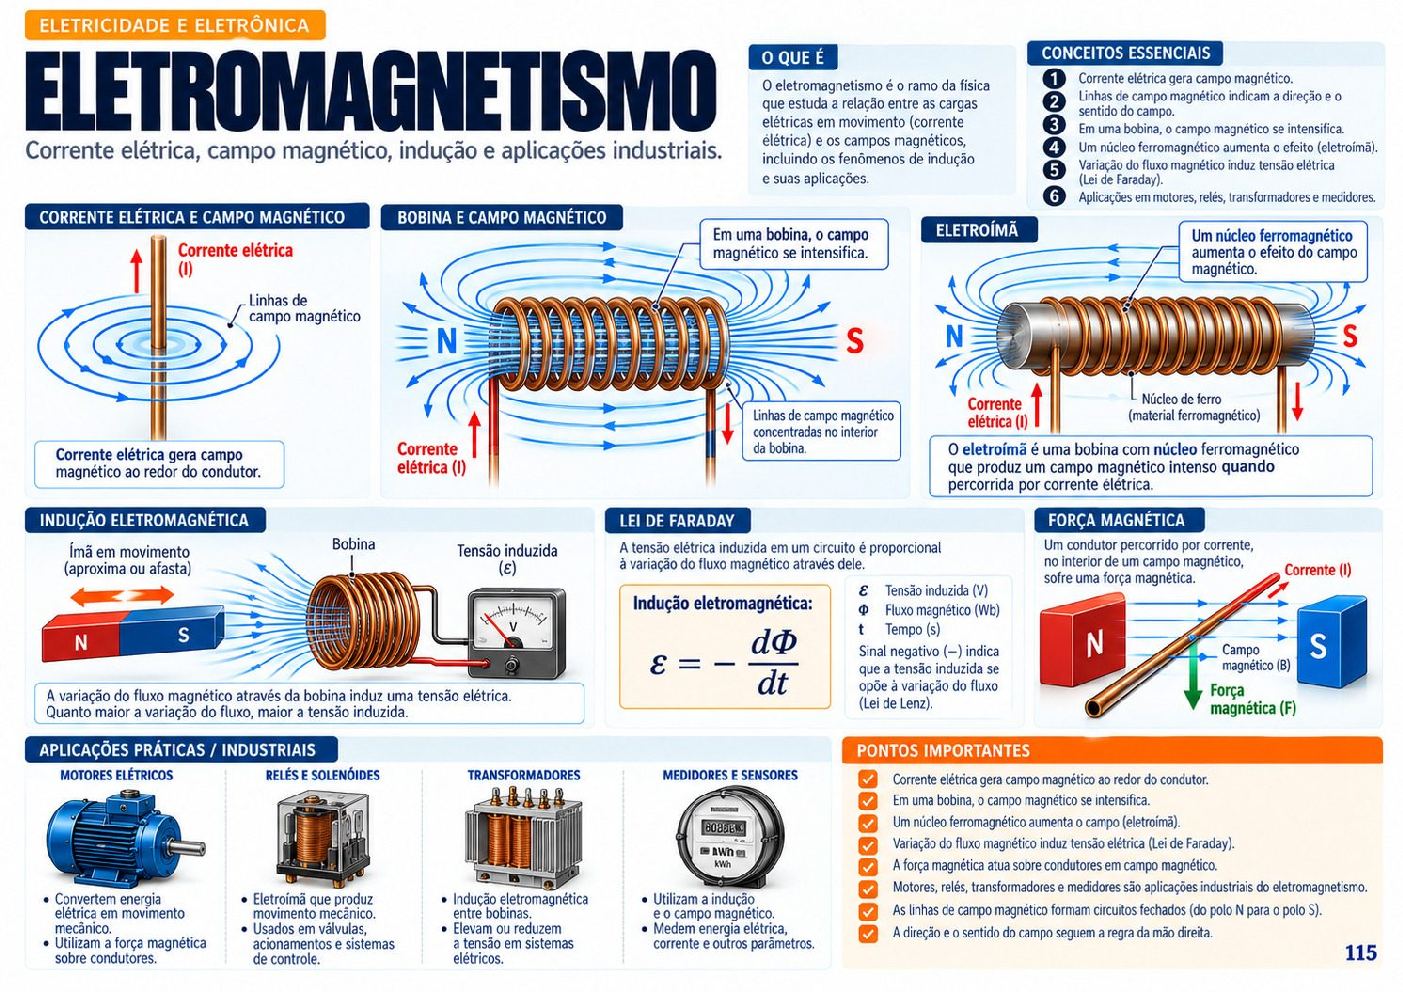 ELETRICIDADE E ELETRÔNICA
ELETROMAGNETISMO
Corrente elétrica, campo magnético, indução e aplicações industriais.
O QUE É
O eletromagnetismo é o ramo da física
que estuda a relação entre as cargas
elétricas em movimento (corrente
élétrica) e os campos magnéticos,
incluindo os fenômenos de indução
e suas aplicações.
CONCEITOS ESSENCIAIS
1 Corrente elétrica gera campo magnético.
2 Linhas de campo magnético indicam a direção e o
sentido do campo.
3 Em uma bobina, o campo magnético se intensifica.
4 Um núcleo ferromagnético aumenta o efeito (eletroímã).
5 Variação do fluxo magnético induz tensão elétrica
(Lei de Faraday).
6 Aplicações em motores, relés, transformadores e medidores.
CORRENTE ELÉTRICA E CAMPO MAGNÉTICO
Corrente elétrica
(I)
Linhas de
campo magnético
Corrente elétrica gera campo
magnético ao redor do condutor.
BOBINA E CAMPO MAGNÉTICO
Em uma bobina, o campo
magnético se intensifica.
N
S
Corrente
elétrica (I)
Linhas de campo magnético
concentradas no interior
da bobina.
ELETROÍMÃ
Um núcleo ferromagnético
aumenta o efeito do campo
magnético.
N
S
Corrente
elétrica (I)
Núcleo de ferro
(material ferromagnético)
O eletroímã é uma bobina com núcleo ferromagnético
que produz um campo magnético intenso quando
percorrida por corrente élétrica.
INDUÇÃO ELETROMAGNÉTICA
Ímã em movimento
(aproxima ou afasta)
Bobina
Tensão induzida
(ε)
N
S
V
A variação do fluxo magnético através da bobina induz uma tensão elétrica.
Quanto maior a variação do fluxo, maior a tensão induzida.
LEI DE FARADAY
A tensão elétrica induzida em um circuito é proporcional
à variação do fluxo magnético através dele.
Indução eletromagnética:
ε = − dΦ/dt
ε Tensão induzida (V)
Φ Fluxo magnético (Wb)
t Tempo (s)
Sinal negativo (−) indica
que a tensão induzida se
opõe à variação do fluxo
(Lei de Lenz).
FORÇA MAGNÉTICA
Um condutor percorrido por corrente,
no interior de um campo magnético,
sofre uma força magnética.
Corrente (I)
N
S
Campo
magnético (B)
Força
magnética (F)
APLICAÇÕES PRÁTICAS / INDUSTRIAIS
MOTORES ELÉTRICOS
• Convertem energia
elétrica em movimento
mecânico.
• Utilizam a força magnética
sobre condutores.
RELÉS E SOLENÓIDES
• Eletroímã que produz
movimento mecânico.
• Usados em válvulas,
acionamentos e sistemas
de controle.
TRANSFORMADORES
• Indução eletromagnética
entre bobinas.
• Elevam ou reduzem
a tensão em sistemas
elétricos.
MEDIDORES E SENSORES
kWh
kWh
• Utilizam a indução
e o campo magnético.
• Medem energia elétrica,
corrente e outros parâmetros.
PONTOS IMPORTANTES
Corrente elétrica gera campo magnético ao redor do condutor.
Em uma bobina, o campo magnético se intensifica.
Um núcleo ferromagnético aumenta o campo (eletroímã).
Variação do fluxo magnético induz tensão elétrica (Lei de Faraday).
A força magnética atua sobre condutores em campo magnético.
Motores, relés, transformadores e medidores são aplicações industriais do eletromagnetismo.
As linhas de campo magnético formam circuitos fechados (do polo N para o polo S).
A direção e o sentido do campo seguem a regra da mão direita.
115